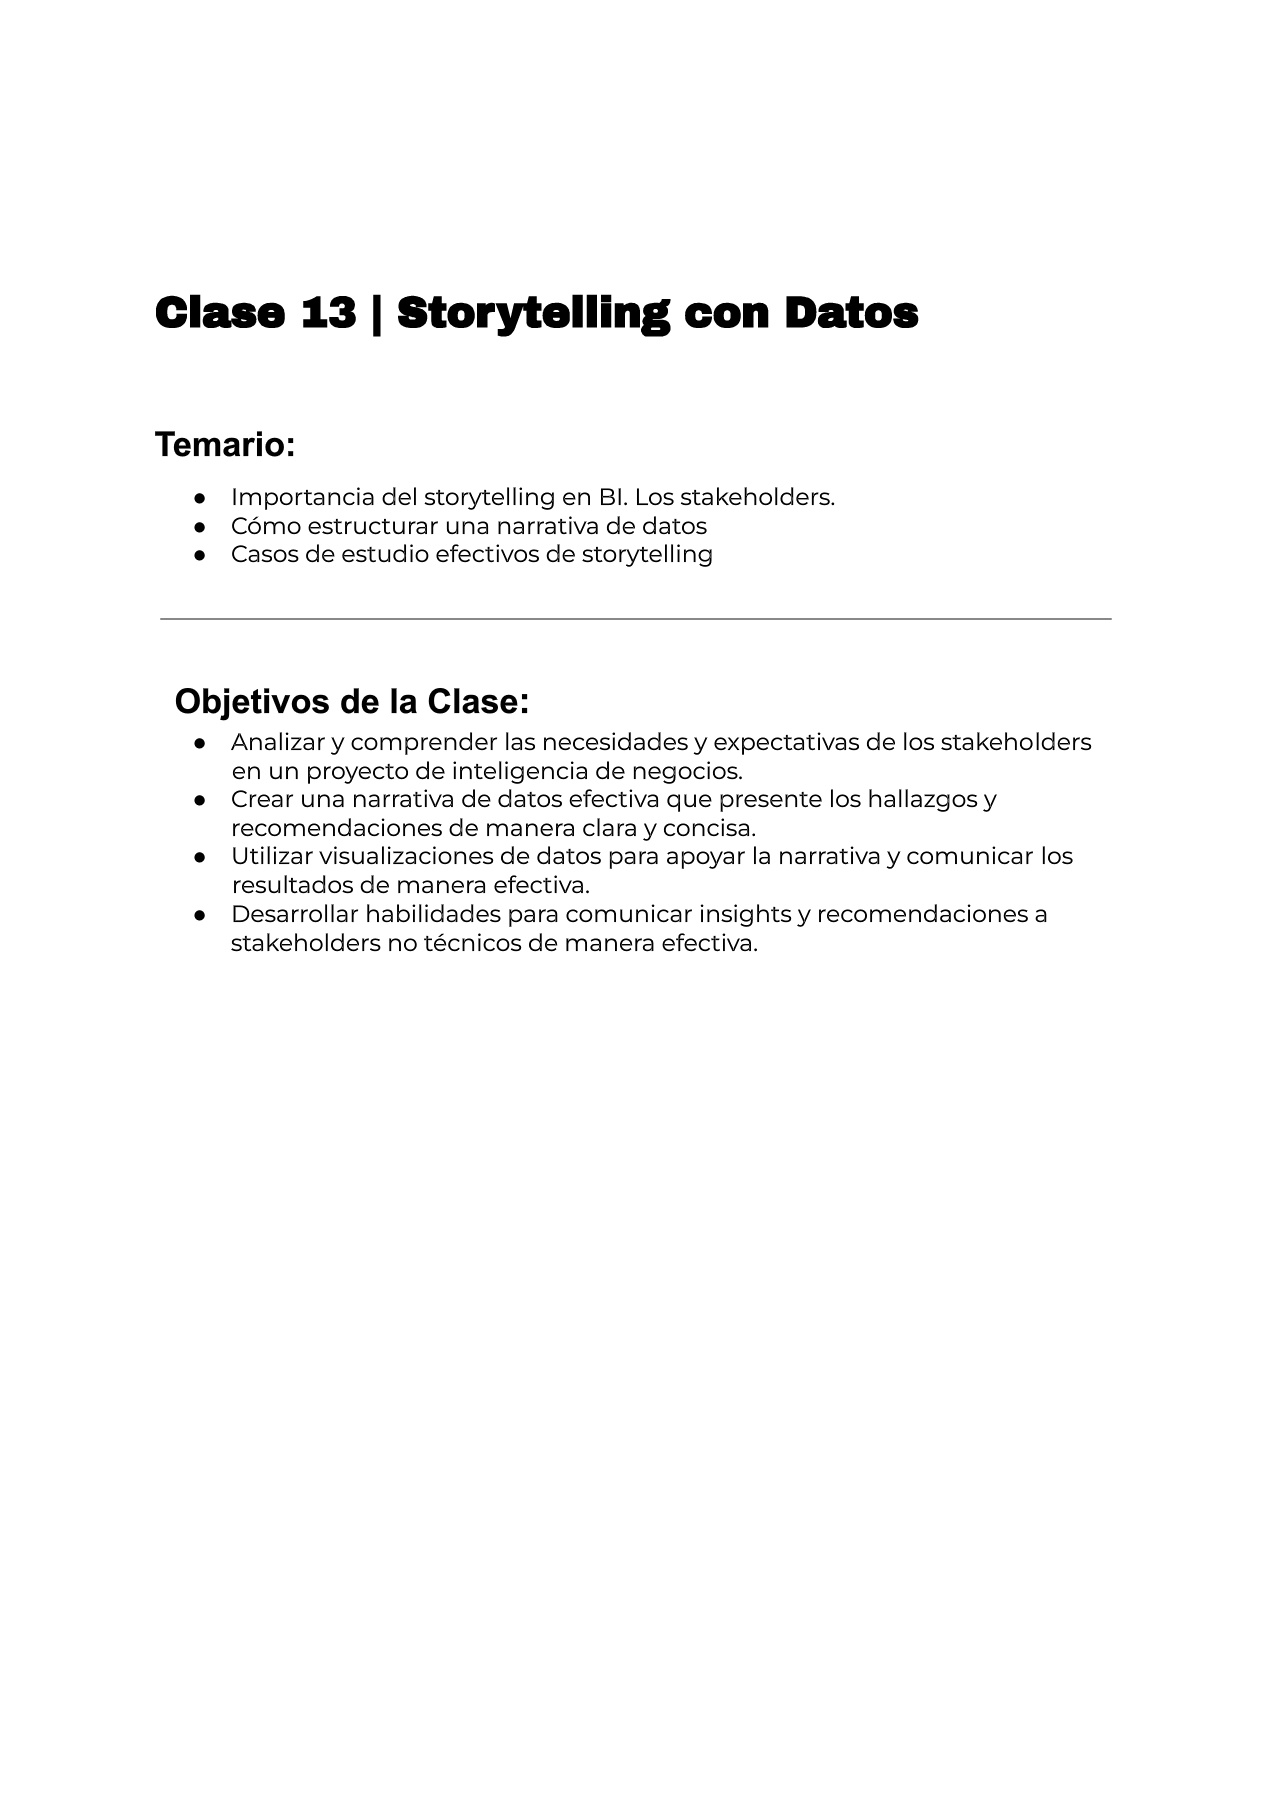 Clase 13 | Storytelling con Datos
Temario:
● Importancia del storytelling en BI. Los stakeholders.
● Cómo estructurar una narrativa de datos
● Casos de estudio efectivos de storytelling
Objetivos de la Clase:
● Analizar y comprender las necesidades y expectativas de los stakeholders
en un proyecto de inteligencia de negocios.
● Crear una narrativa de datos efectiva que presente los hallazgos y
recomendaciones de manera clara y concisa.
● Utilizar visualizaciones de datos para apoyar la narrativa y comunicar los
resultados de manera efectiva.
● Desarrollar habilidades para comunicar insights y recomendaciones a
stakeholders no técnicos de manera efectiva.